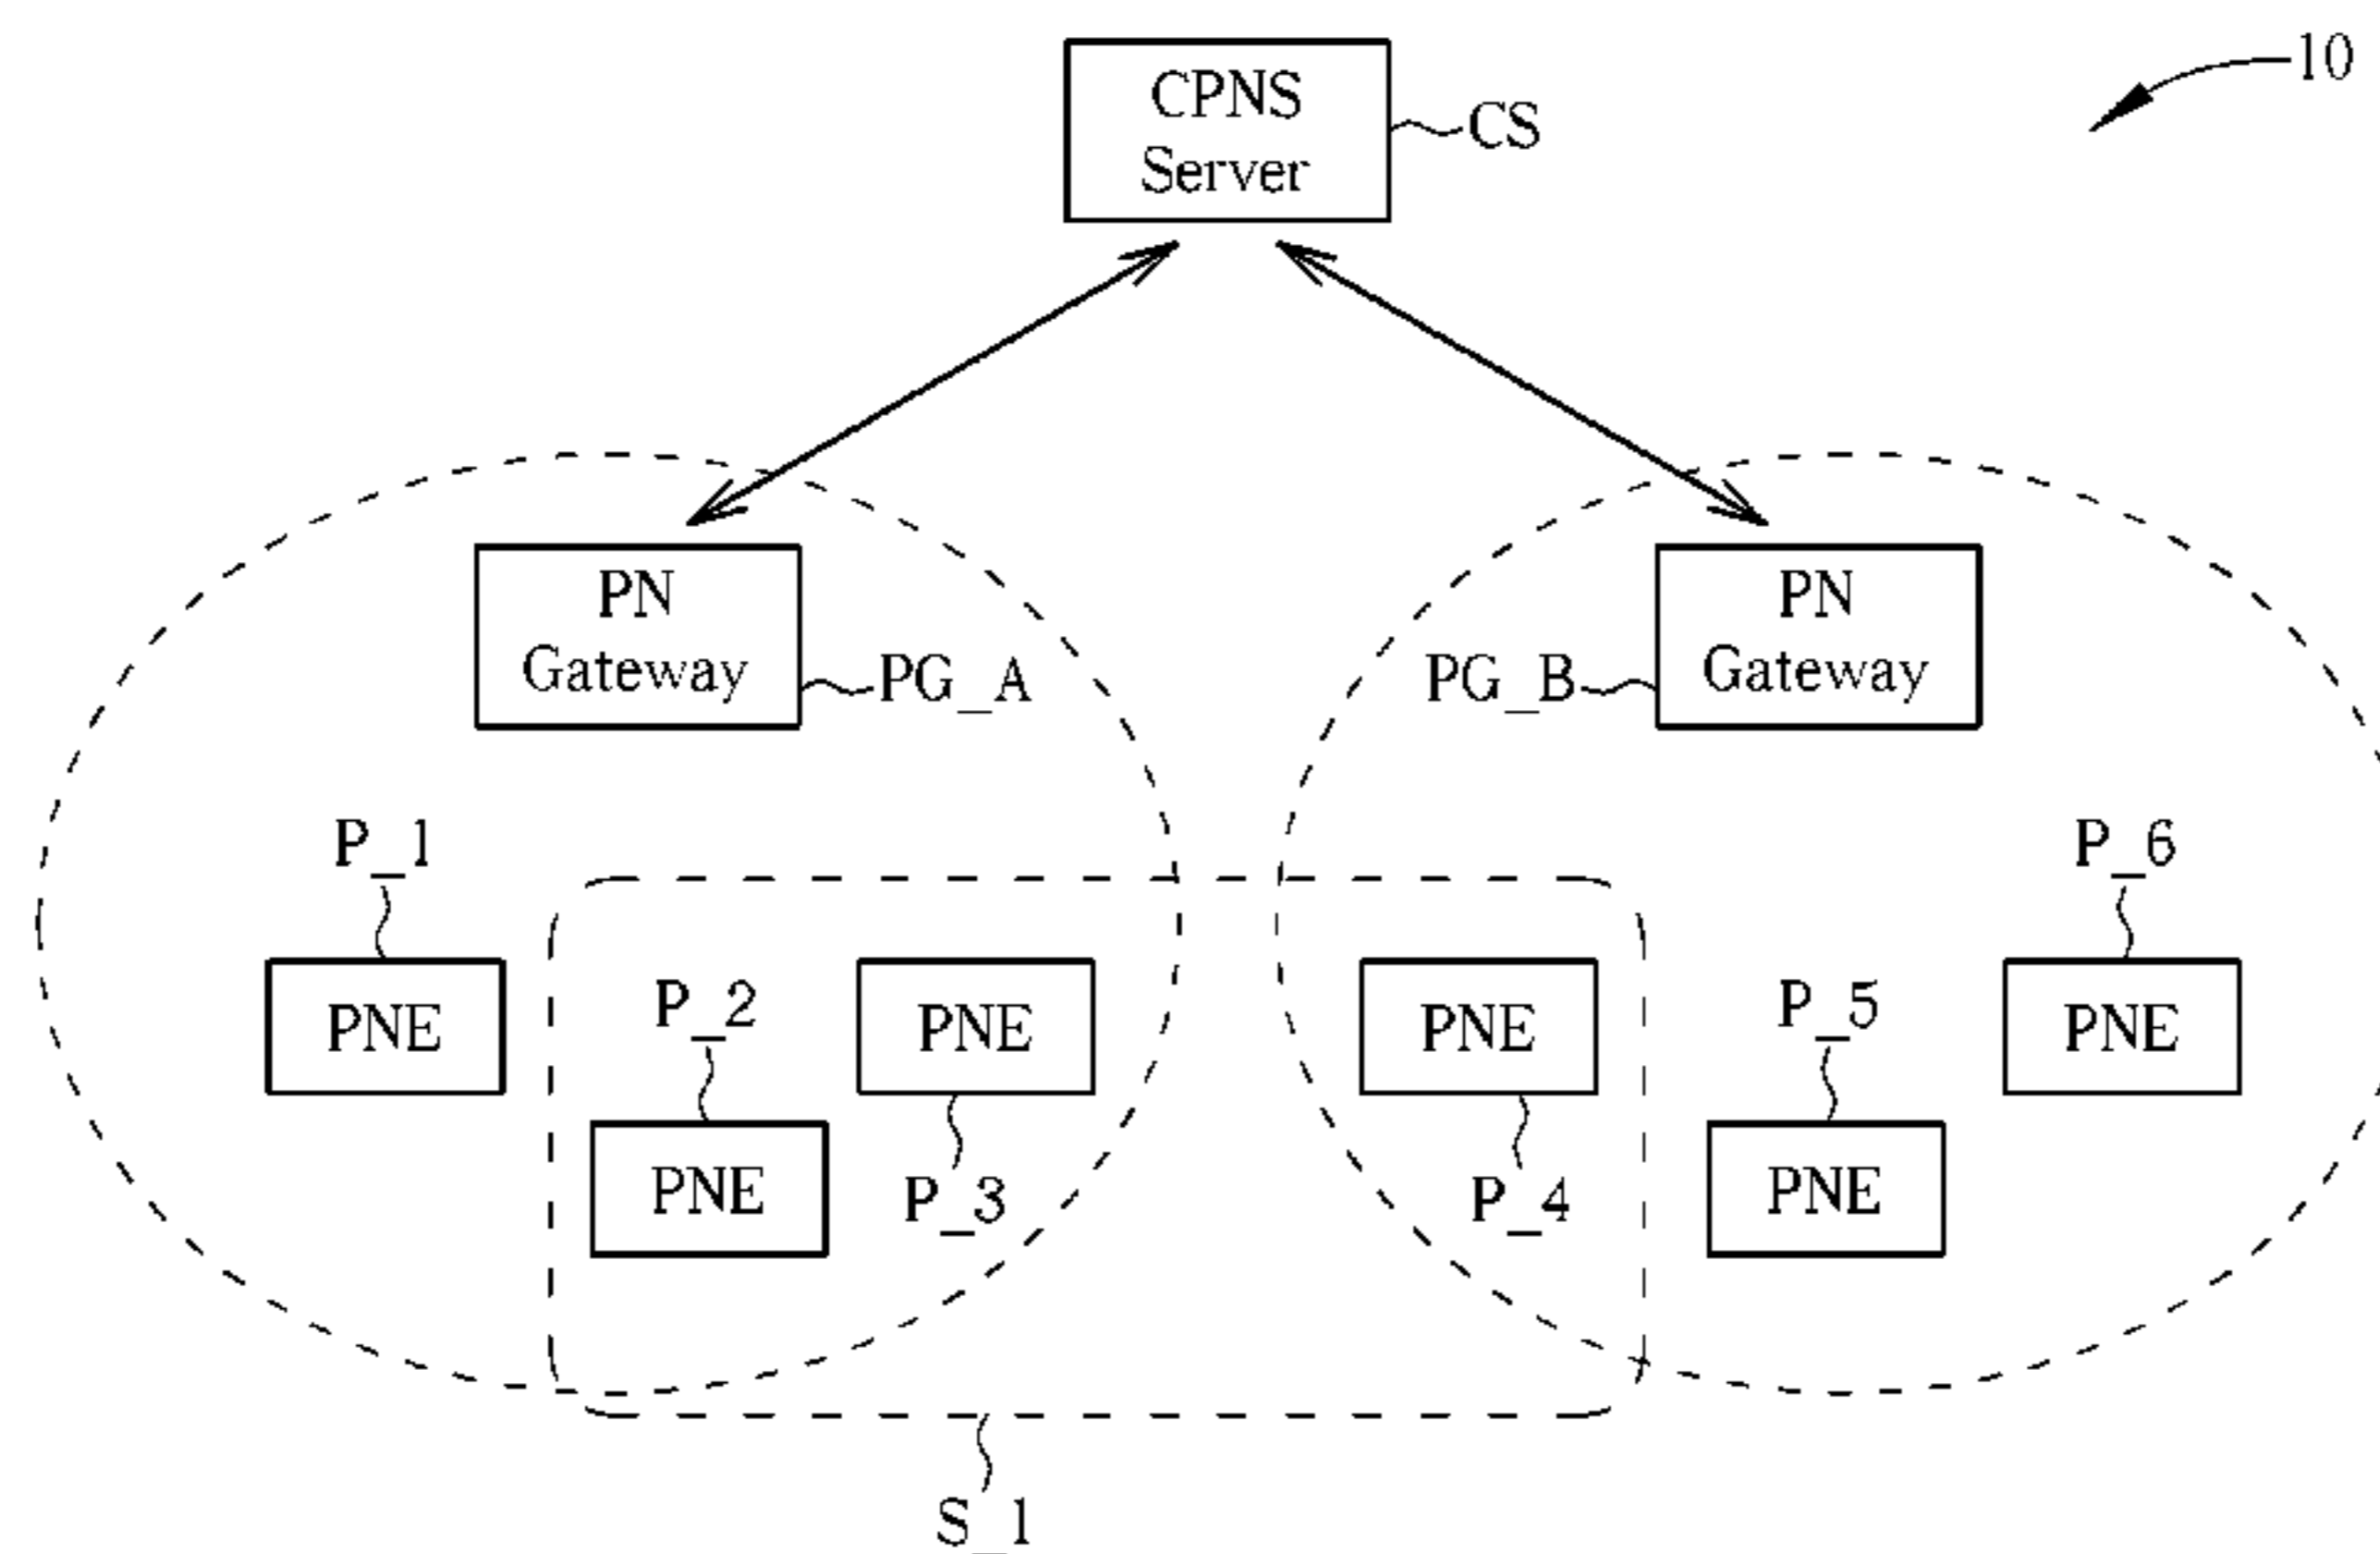 10
CPNS
Server
CS
PN
Gateway
PG_A
PG_B
PN
Gateway
P_1
P_6
PNE
P_2
PNE
PNE
P_5
PNE
PNE
P_3
P_4
PNE
S_1